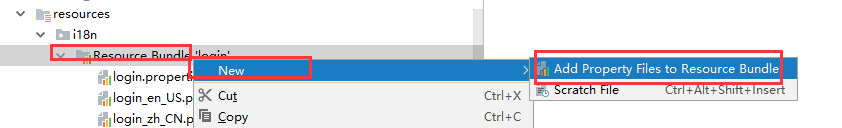 resources
i18n
Resource Bundle 'login'
login.properti
New
Add Property Files to Resource Bundle
login_en_US.p
Cut Ctrl+X
Scratch File Ctrl+Alt+Shift+Insert
login_zh_CN.p
Copy Ctrl+C